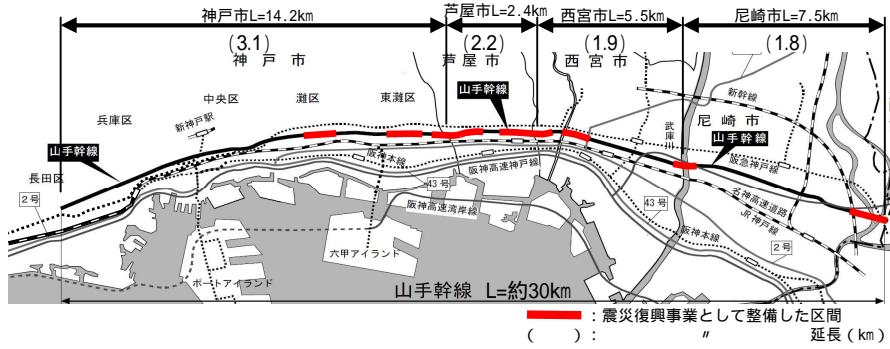 神戸市L=14.2km 芦屋市L=2.4km 西宮市L=5.5km 尼崎市L=7.5km
(3.1) (2.2) (1.9) (1.8)
神戸市 芦屋市 西宮市
新幹線
兵庫区 中央区 灘区 東灘区 山手幹線
新神戸駅
尼崎市
武庫川
山手幹線
山手幹線
長田区
阪急神戸線
阪神本線
阪神高速神戸線
43号
2号
名神高速道路
JR神戸線
阪神高速湾岸線
43号
阪神本線
2号
六甲アイランド
ポートアイランド
山手幹線 L=約30km
:震災復興事業として整備した区間
( ): 〃 延長(km)